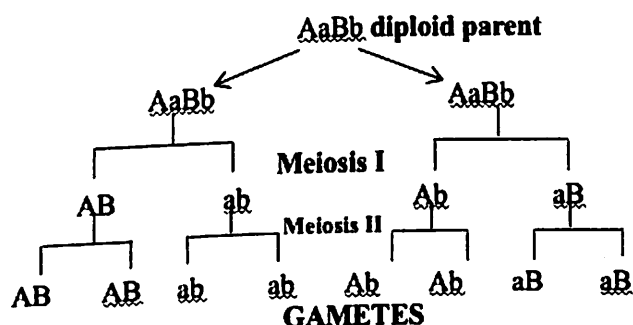 AaBb diploid parent
AaBb AaBb
Meiosis I
AB ab Ab aB
Meiosis II
AB AB ab ab Ab Ab aB aB
GAMETES